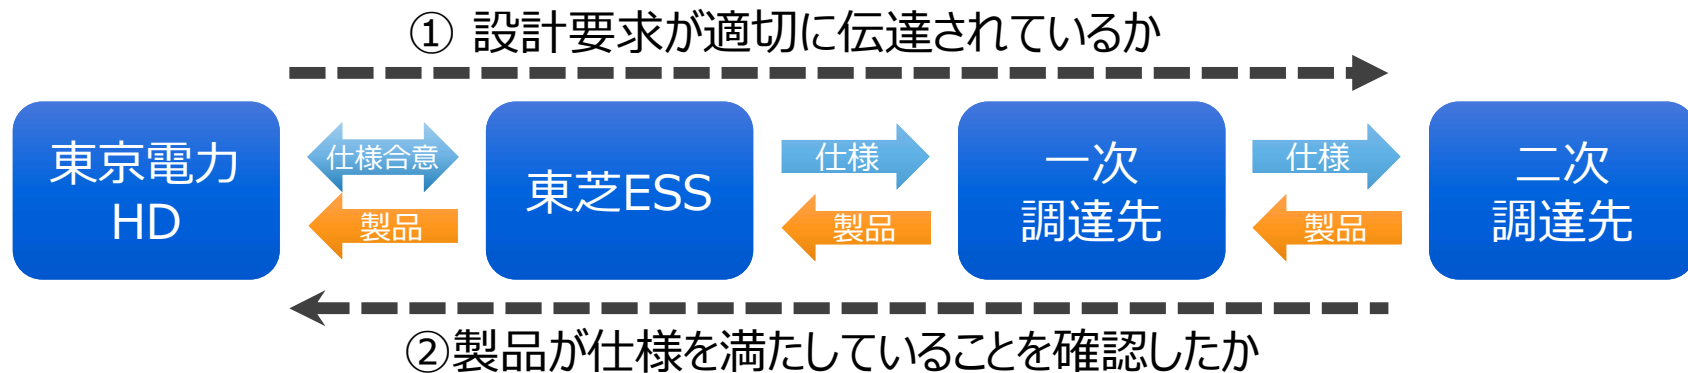 ① 設計要求が適切に伝達されているか
東京電力
HD
仕様合意
製品
東芝ESS
仕様
製品
一次
調達先
仕様
製品
二次
調達先
②製品が仕様を満たしていることを確認したか